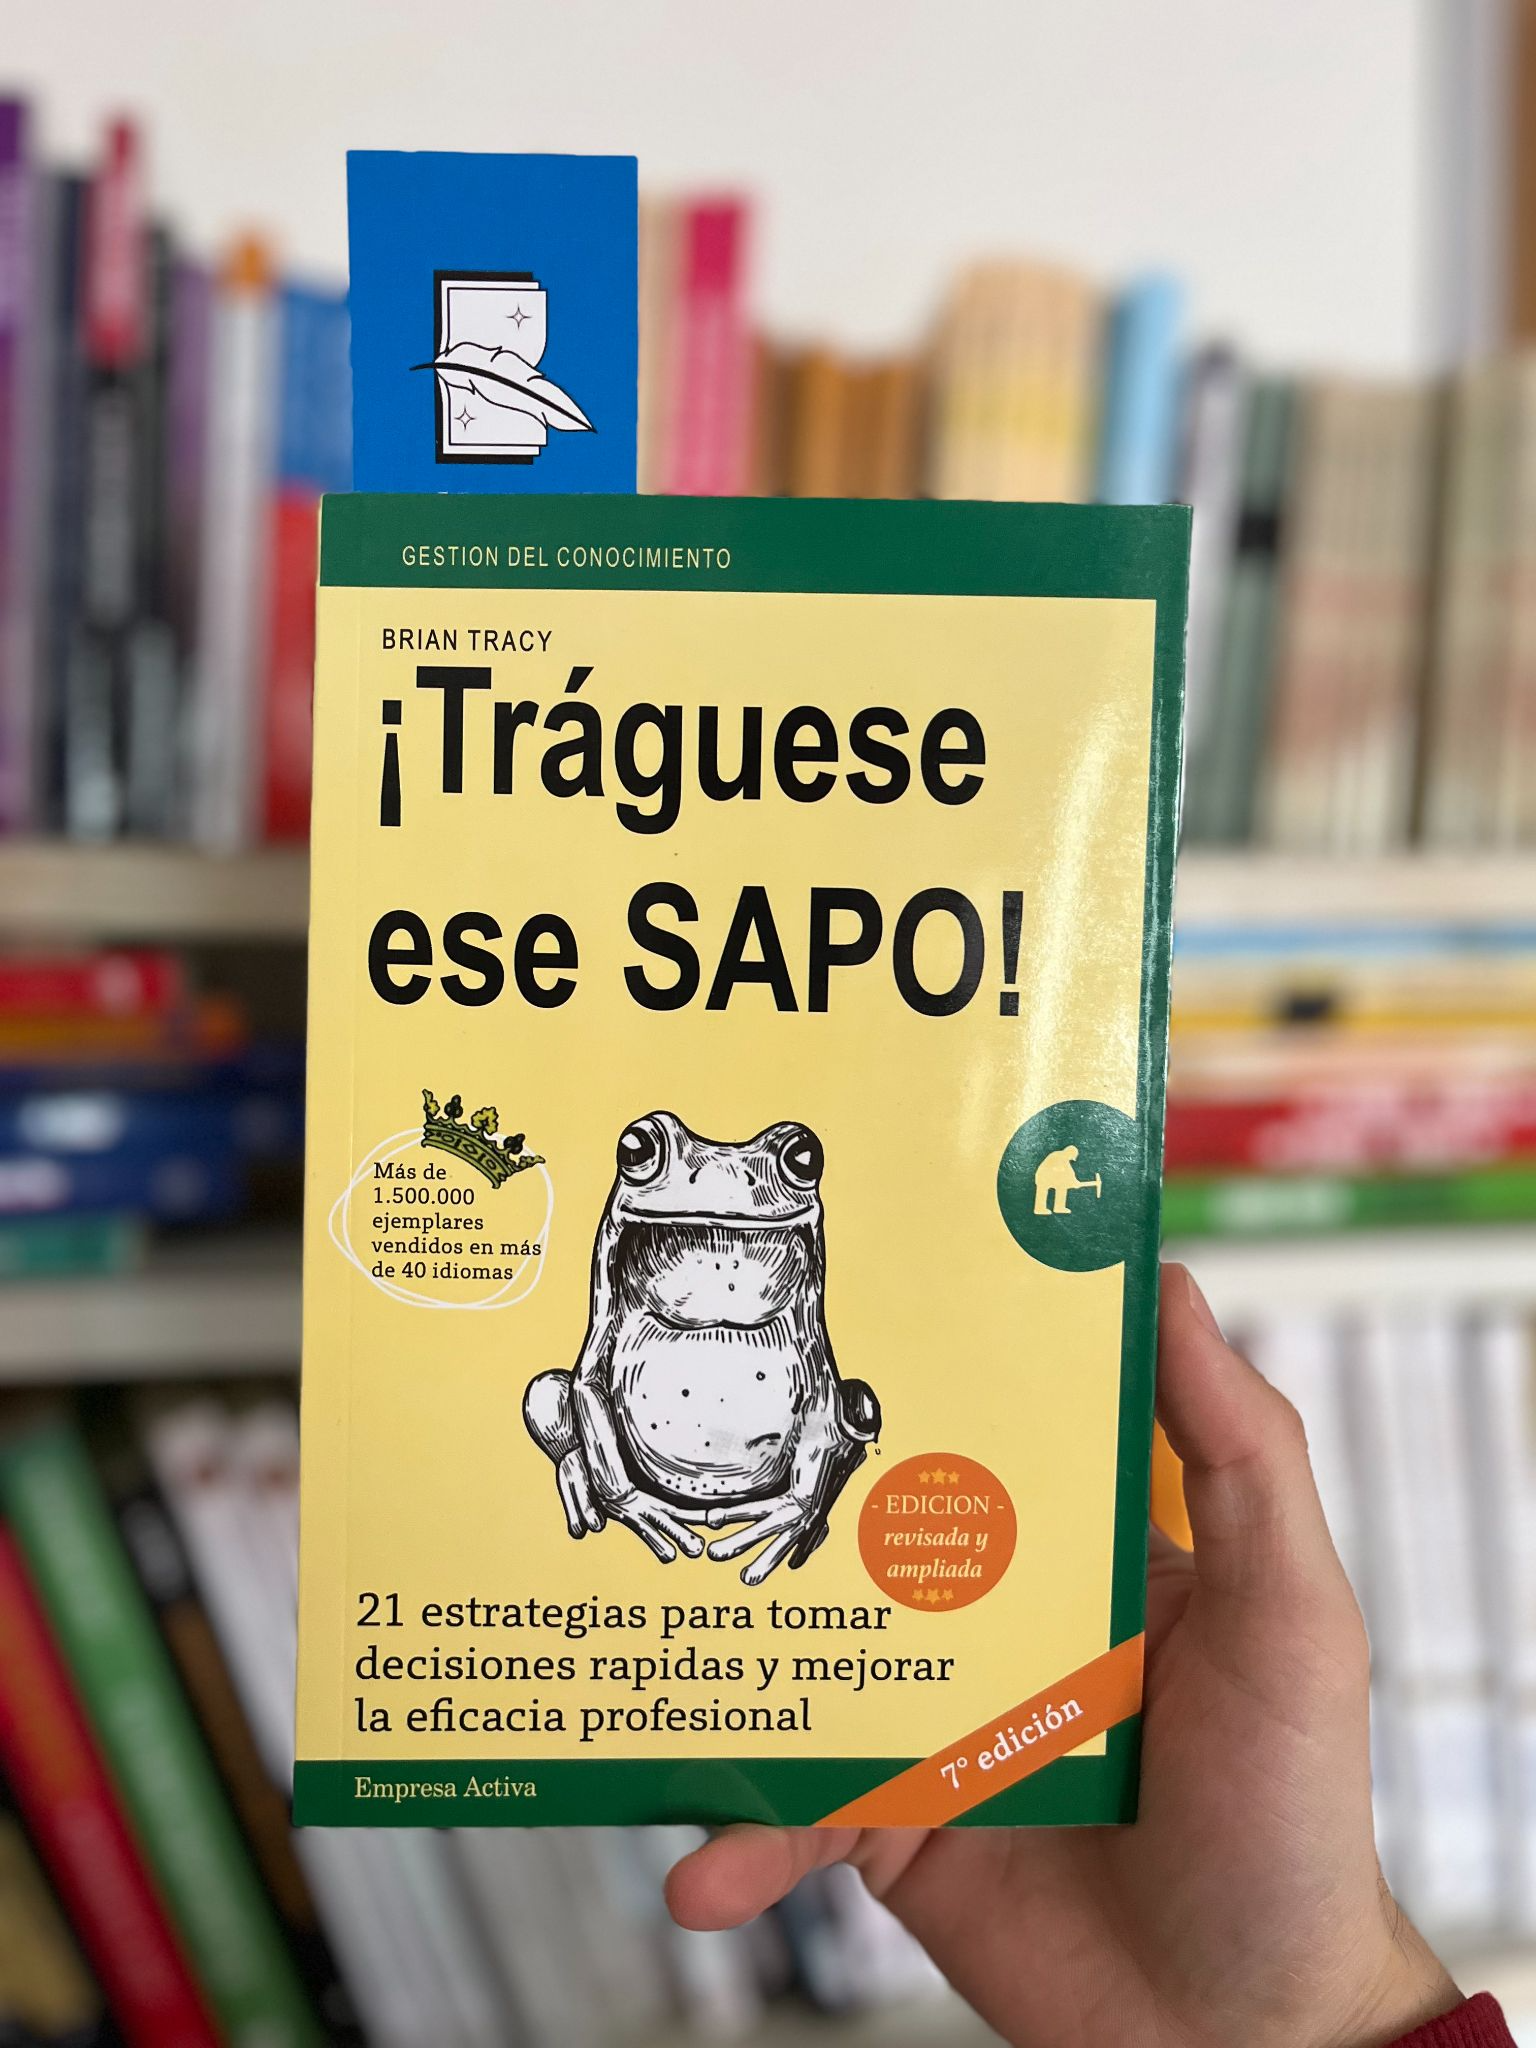 GESTION DEL CONOCIMIENTO
BRIAN TRACY
¡Tráguese
ese SAPO!
Más de
1.500.000
ejemplares
vendidos en más
de 40 idiomas
- EDICION -
revisada y
ampliada
21 estrategias para tomar
decisiones rapidas y mejorar
la eficacia profesional
7° edición
Empresa Activa